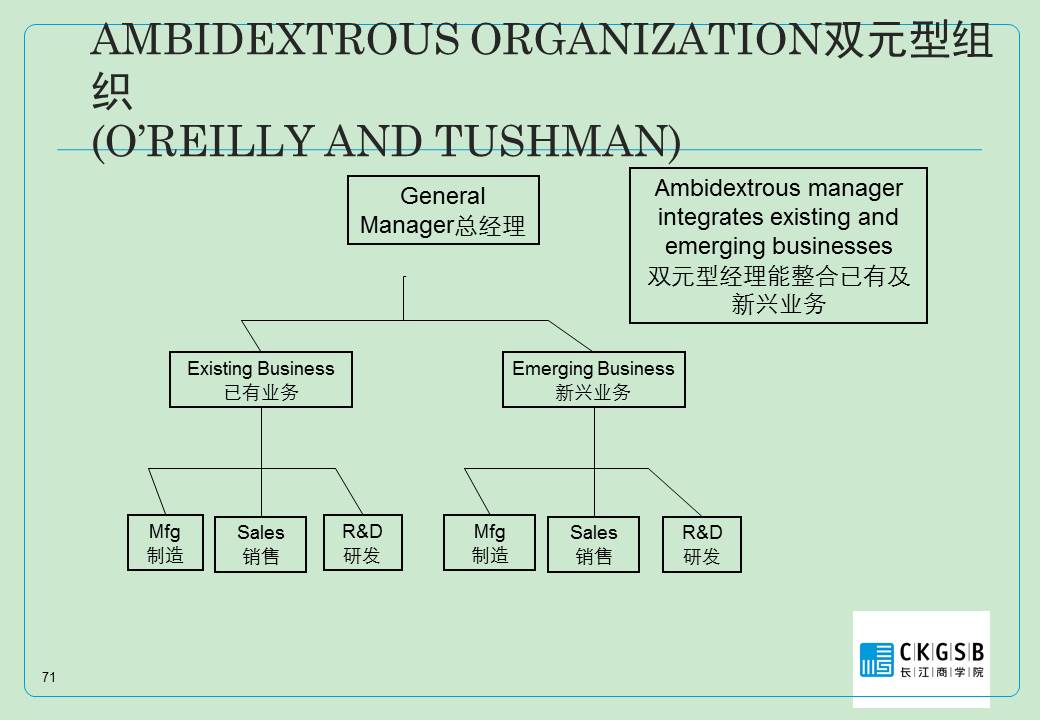 AMBIDEXTROUS ORGANIZATION双元型组
织
(O’REILLY AND TUSHMAN)
General
Manager总经理
Ambidextrous manager
integrates existing and
emerging businesses
双元型经理能整合已有及
新兴业务
Existing Business
已有业务
Emerging Business
新兴业务
Mfg
制造
Sales
销售
R&D
研发
Mfg
制造
Sales
销售
R&D
研发
CKGSB
长江商学院
71